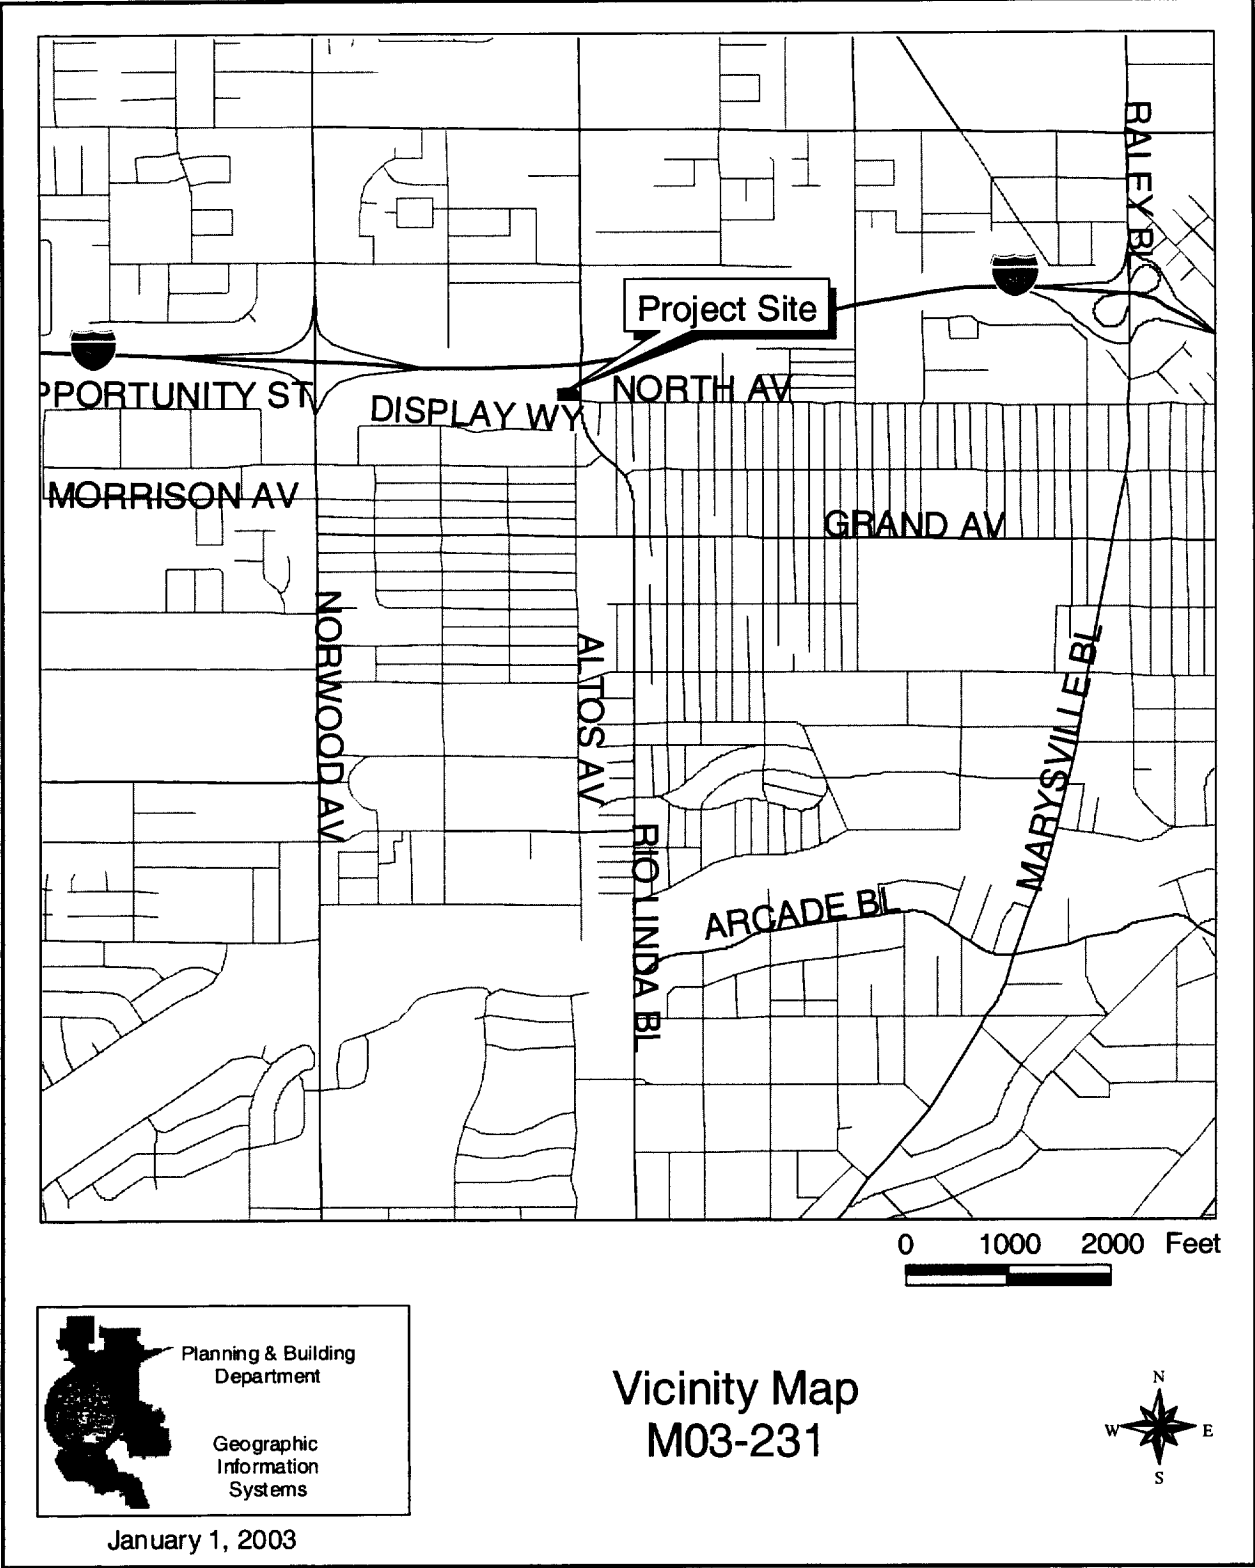 RALEY BL
Project Site
PPORTUNITY ST
DISPLAY WY
NORTH AV
MORRISON AV
GRAND AV
NORWOOD AV
ALTOS AV
MARYSVILLE BL
RIO LINDA BL
ARCADE BL
0 1000 2000 Feet
Planning & Building
Department
Geographic
Information
Systems
Vicinity Map
M03-231
N
W E
S
January 1, 2003